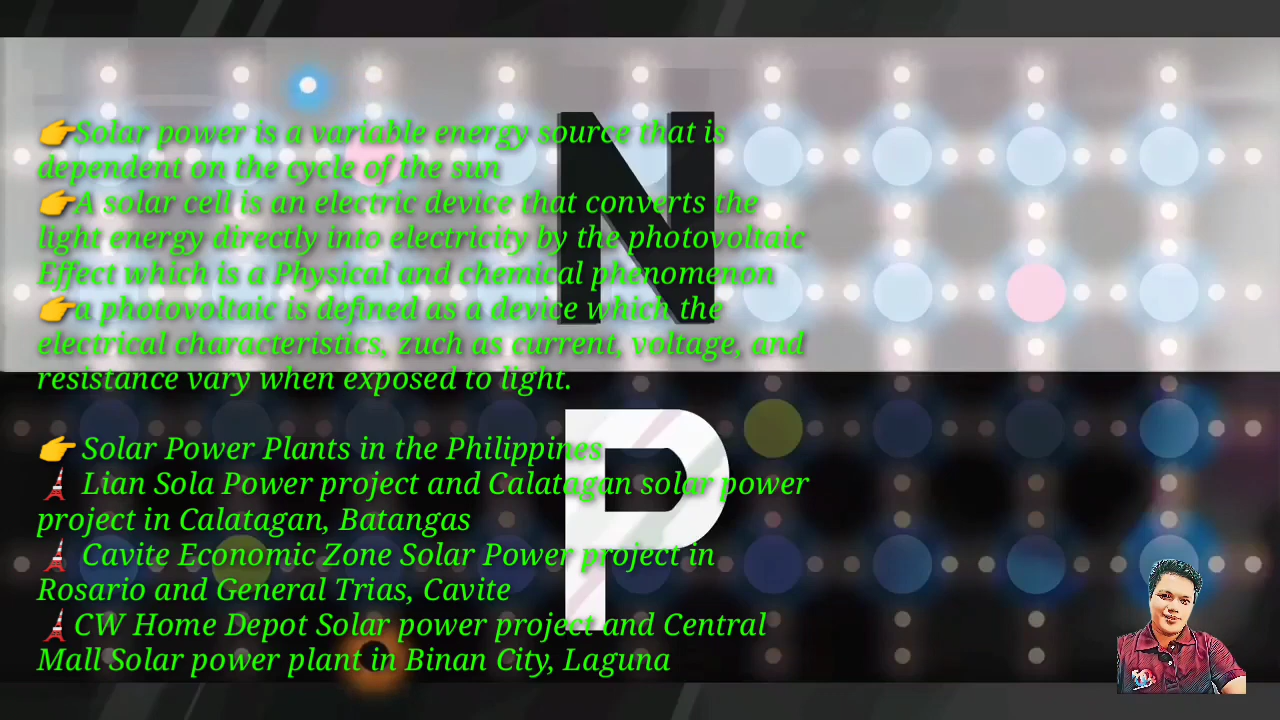 👉Solar power is a variable energy source that is
dependent on the cycle of the sun
👉A solar cell is an electric device that converts the
light energy directly into electricity by the photovoltaic
Effect which is a Physical and chemical phenomenon
👉a photovoltaic is defined as a device which the
electrical characteristics, zuch as current, voltage, and
resistance vary when exposed to light.
👉 Solar Power Plants in the Philippines
🗼 Lian Sola Power project and Calatagan solar power
project in Calatagan, Batangas
🗼 Cavite Economic Zone Solar Power project in
Rosario and General Trias, Cavite
🗼CW Home Depot Solar power project and Central
Mall Solar power plant in Binan City, Laguna
N
P